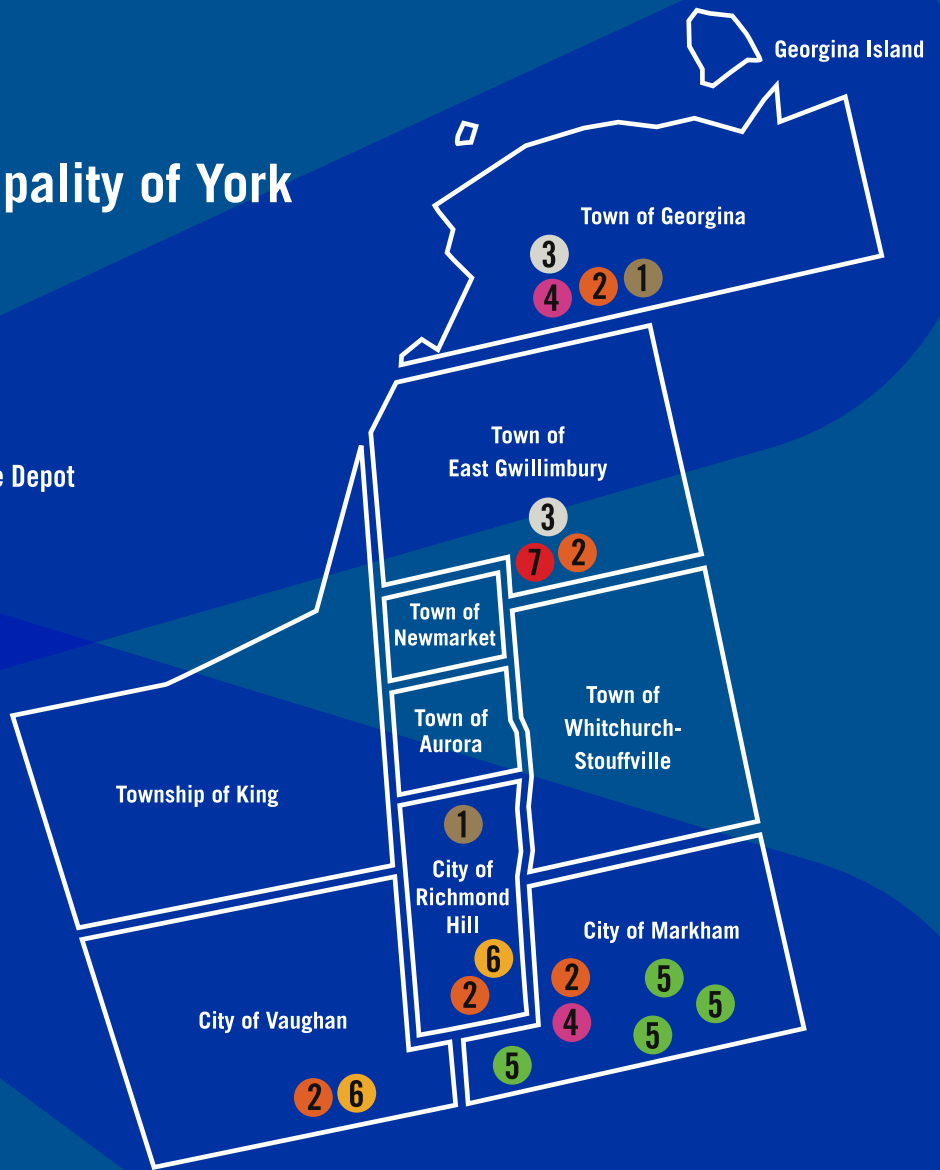 Georgina Island
pality of York
Town of Georgina
3
4
2
1
Town of
East Gwillimbury
e Depot
3
7
2
Town of
Newmarket
Town of
Aurora
Town of
Whitchurch-
Stouffville
Township of King
1
City of
Richmond
Hill
6
2
City of Markham
2
5
5
4
5
5
City of Vaughan
2
6